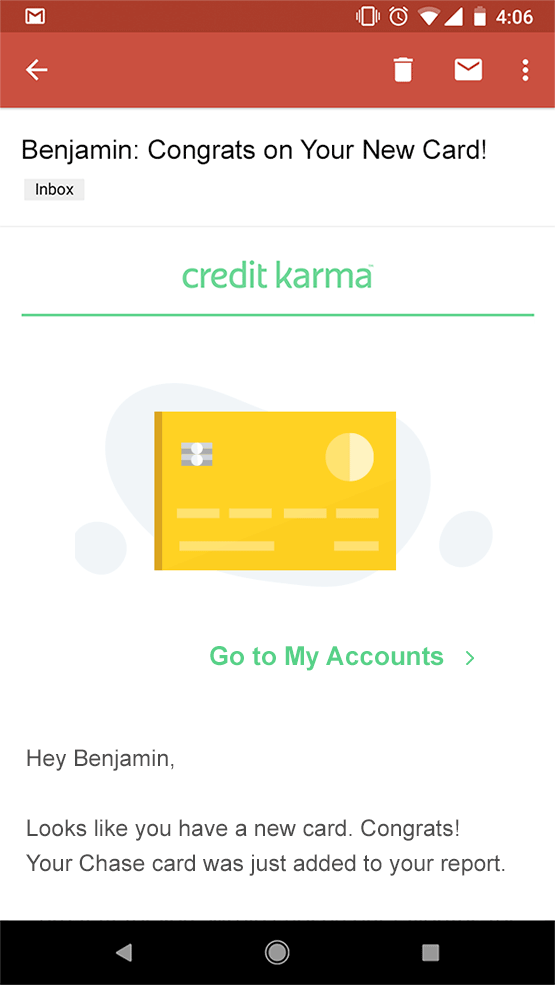 4:06
Benjamin: Congrats on Your New Card!
Inbox
credit karma™
Go to My Accounts
Hey Benjamin,
Looks like you have a new card. Congrats!
Your Chase card was just added to your report.